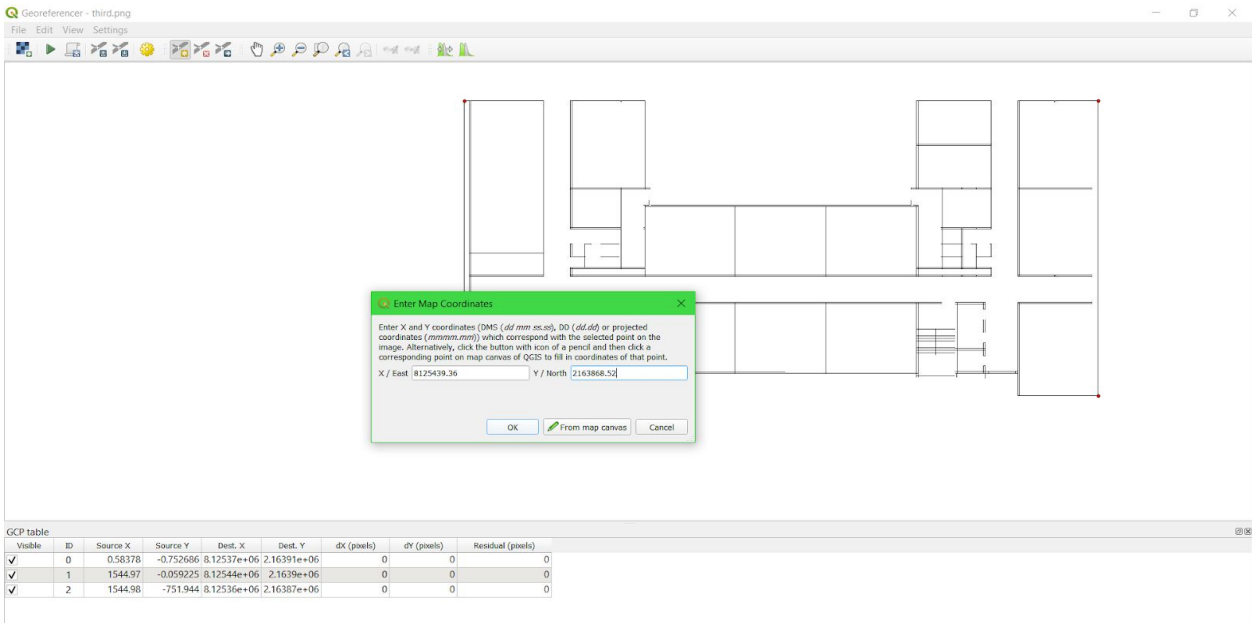 Georeferencer - third.png
File Edit View Settings
Enter Map Coordinates
Enter X and Y coordinates (DMS (dd mm ss.ss), DD (dd.dd) or projected
coordinates (mmmm.mm)) which correspond with the selected point on the
image. Alternatively, click the button with icon of a pencil and then click a
corresponding point on map canvas of QGIS to fill in coordinates of that point.
X / East 8125439.36 Y / North 2163868.52
OK From map canvas Cancel
GCP table
Visible ID Source X Source Y Dest. X Dest. Y dX (pixels) dY (pixels) Residual (pixels)
0 0.58378 -0.752686 8.12537e+06 2.16391e+06 0 0 0
1 1544.97 -0.059225 8.12544e+06 2.1639e+06 0 0 0
2 1544.98 -751.944 8.12536e+06 2.16387e+06 0 0 0